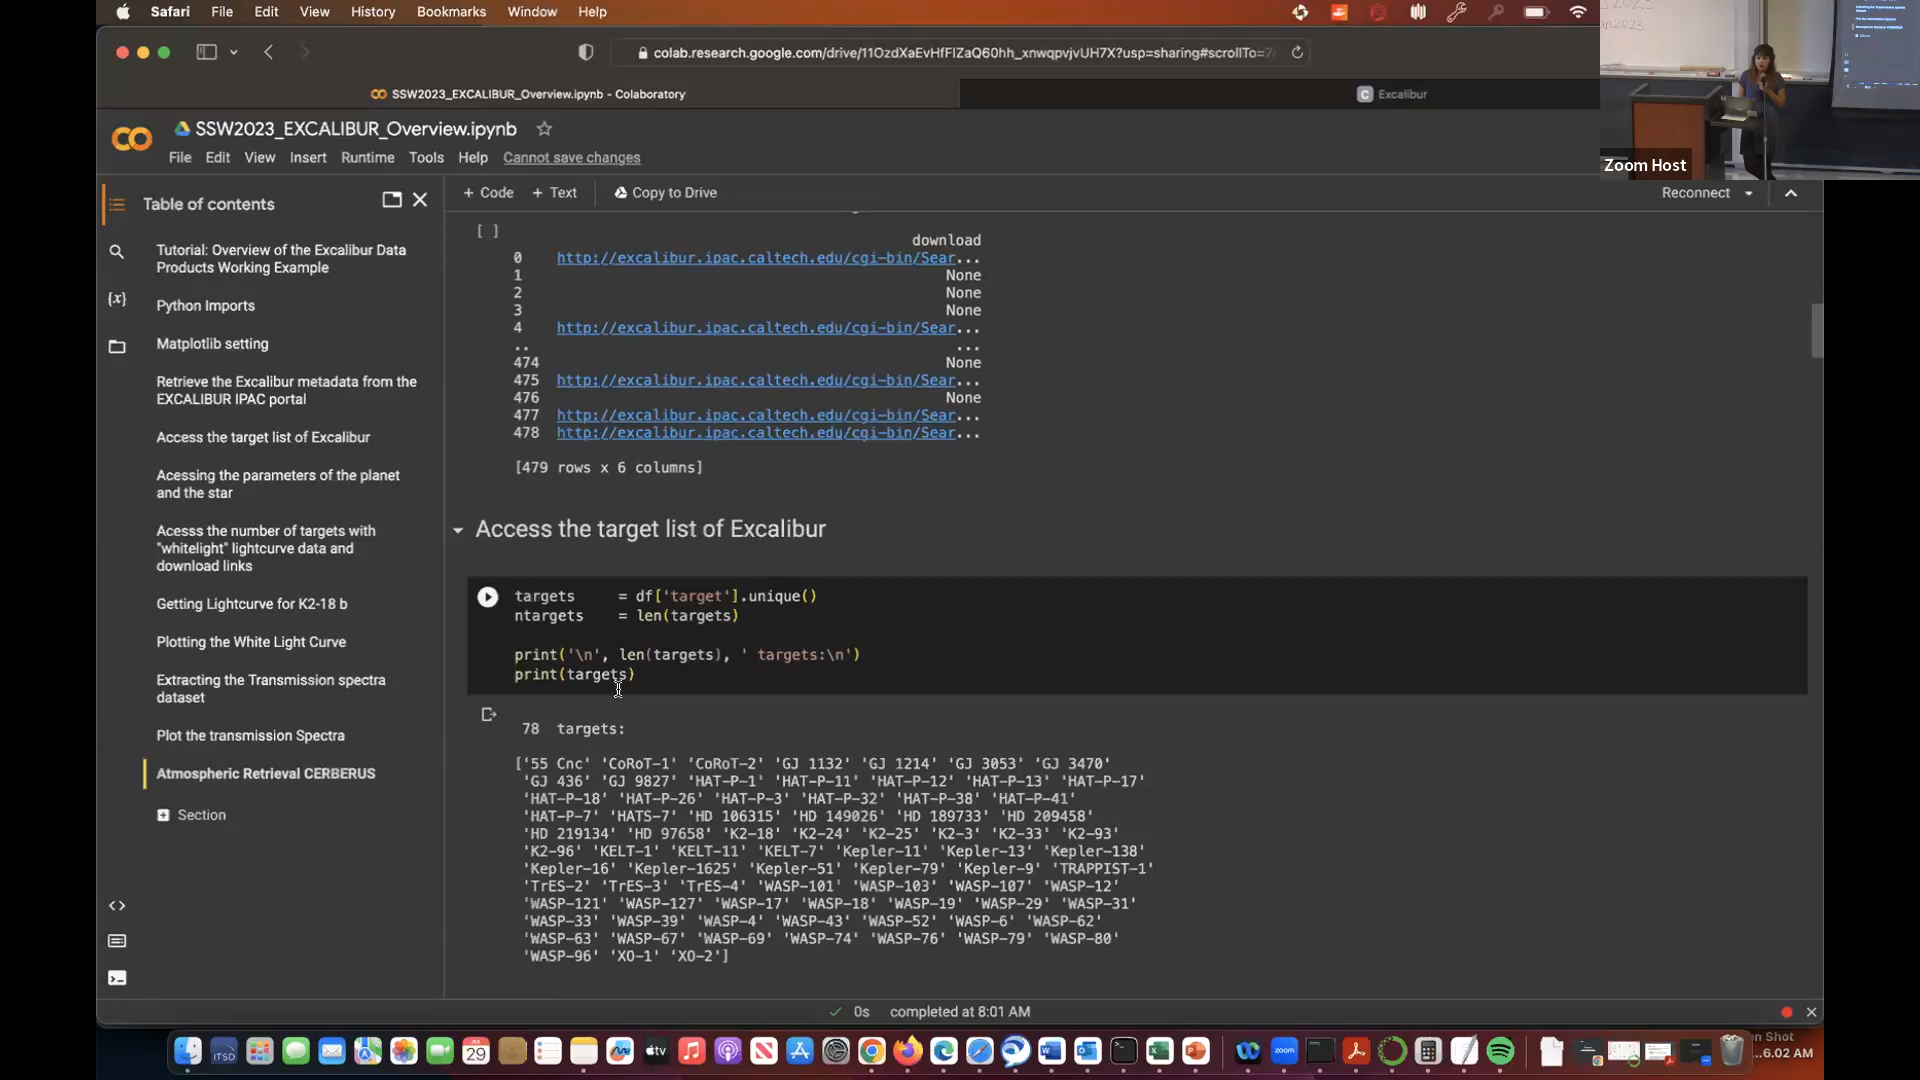 Safari File Edit View History Bookmarks Window Help
2023
an2023
colab.research.google.com/drive/11OzdXaEvHfFlZaQ60hh_xnwqpvjvUH7X?usp=sharing#scrollTo=7
SSW2023_EXCALIBUR_Overview.ipynb - Colaboratory
C Excalibur
SSW2023_EXCALIBUR_Overview.ipynb
File Edit View Insert Runtime Tools Help Cannot save changes
Zoom Host
Table of contents
+ Code + Text Copy to Drive
Reconnect
Tutorial: Overview of the Excalibur Data
Products Working Example
Python Imports
Matplotlib setting
Retrieve the Excalibur metadata from the
EXCALIBUR IPAC portal
Access the target list of Excalibur
Acessing the parameters of the planet
and the star
Acesss the number of targets with
"whitelight" lightcurve data and
download links
Getting Lightcurve for K2-18 b
Plotting the White Light Curve
Extracting the Transmission spectra
dataset
Plot the transmission Spectra
Atmospheric Retrieval CERBERUS
Section
[ ]
download
0 http://excalibur.ipac.caltech.edu/cgi-bin/Sear...
1 None
2 None
3 None
4 http://excalibur.ipac.caltech.edu/cgi-bin/Sear...
.. ...
474 None
475 http://excalibur.ipac.caltech.edu/cgi-bin/Sear...
476 None
477 http://excalibur.ipac.caltech.edu/cgi-bin/Sear...
478 http://excalibur.ipac.caltech.edu/cgi-bin/Sear...
[479 rows x 6 columns]
Access the target list of Excalibur
targets = df['target'].unique()
ntargets = len(targets)
print('\n', len(targets), ' targets:\n')
print(targets)
78 targets:
['55 Cnc' 'CoRoT-1' 'CoRoT-2' 'GJ 1132' 'GJ 1214' 'GJ 3053' 'GJ 3470'
'GJ 436' 'GJ 9827' 'HAT-P-1' 'HAT-P-11' 'HAT-P-12' 'HAT-P-13' 'HAT-P-17'
'HAT-P-18' 'HAT-P-26' 'HAT-P-3' 'HAT-P-32' 'HAT-P-38' 'HAT-P-41'
'HAT-P-7' 'HATS-7' 'HD 106315' 'HD 149026' 'HD 189733' 'HD 209458'
'HD 219134' 'HD 97658' 'K2-18' 'K2-24' 'K2-25' 'K2-3' 'K2-33' 'K2-93'
'K2-96' 'KELT-1' 'KELT-11' 'KELT-7' 'Kepler-11' 'Kepler-13' 'Kepler-138'
'Kepler-16' 'Kepler-1625' 'Kepler-51' 'Kepler-79' 'Kepler-9' 'TRAPPIST-1'
'TrES-2' 'TrES-3' 'TrES-4' 'WASP-101' 'WASP-103' 'WASP-107' 'WASP-12'
'WASP-121' 'WASP-127' 'WASP-17' 'WASP-18' 'WASP-19' 'WASP-29' 'WASP-31'
'WASP-33' 'WASP-39' 'WASP-4' 'WASP-43' 'WASP-52' 'WASP-6' 'WASP-62'
'WASP-63' 'WASP-67' 'WASP-69' 'WASP-74' 'WASP-76' 'WASP-79' 'WASP-80'
'WASP-96' 'XO-1' 'XO-2']
0s completed at 8:01 AM
ITSD
JUL
29
tv
zoom
en Shot
...6.02 AM